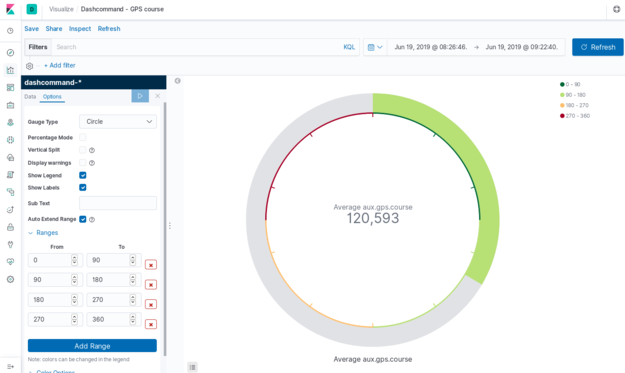 D Visualize / Dashcommand - GPS course
Save Share Inspect Refresh
Filters Search KQL Jun 19, 2019 @ 08:26:46. → Jun 19, 2019 @ 09:22:40. Refresh
+ Add filter
dashcommand-*
Data Options
Gauge Type Circle
Percentage Mode
Vertical Split
Display warnings
Show Legend
Show Labels
Sub Text
Auto Extend Range
Ranges
From To
0 90
90 180
180 270
270 360
Add Range
Note: colors can be changed in the legend
Color Options
Average aux.gps.course
120,593
Average aux.gps.course
0 - 90
90 - 180
180 - 270
270 - 360